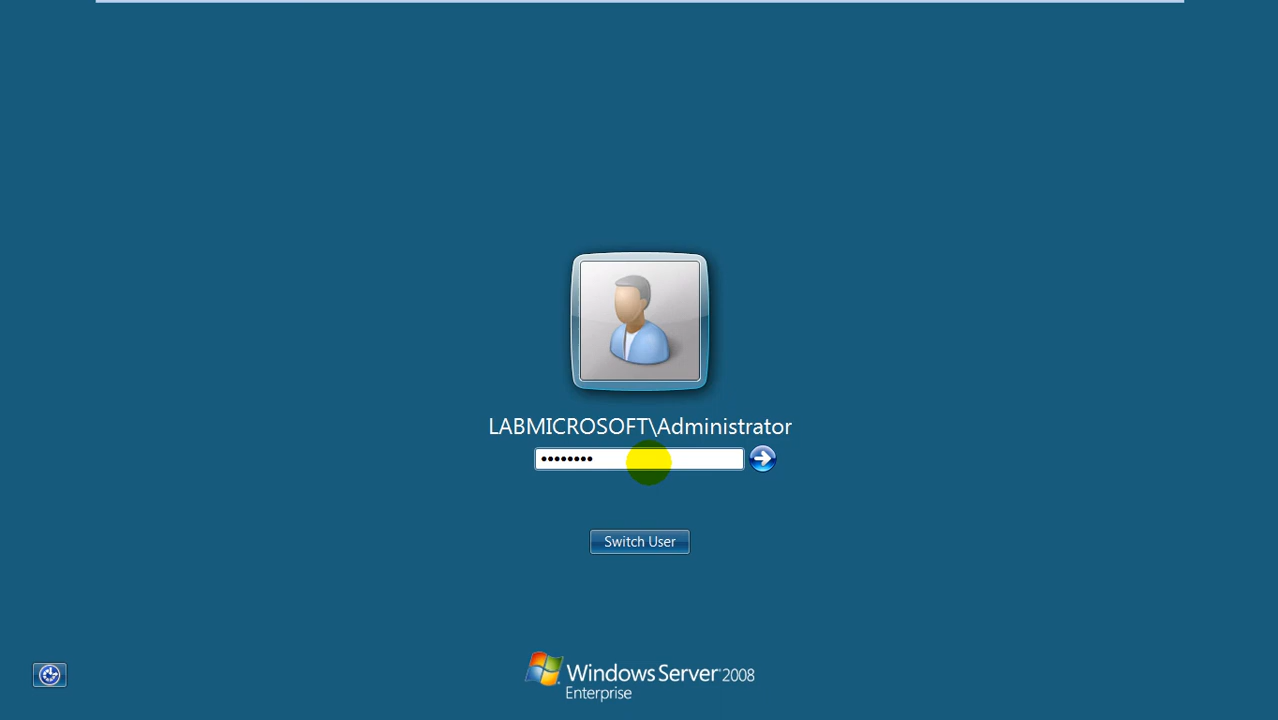 LABMICROSOFT\Administrator
••••••••
Switch User
Windows Server 2008
Enterprise